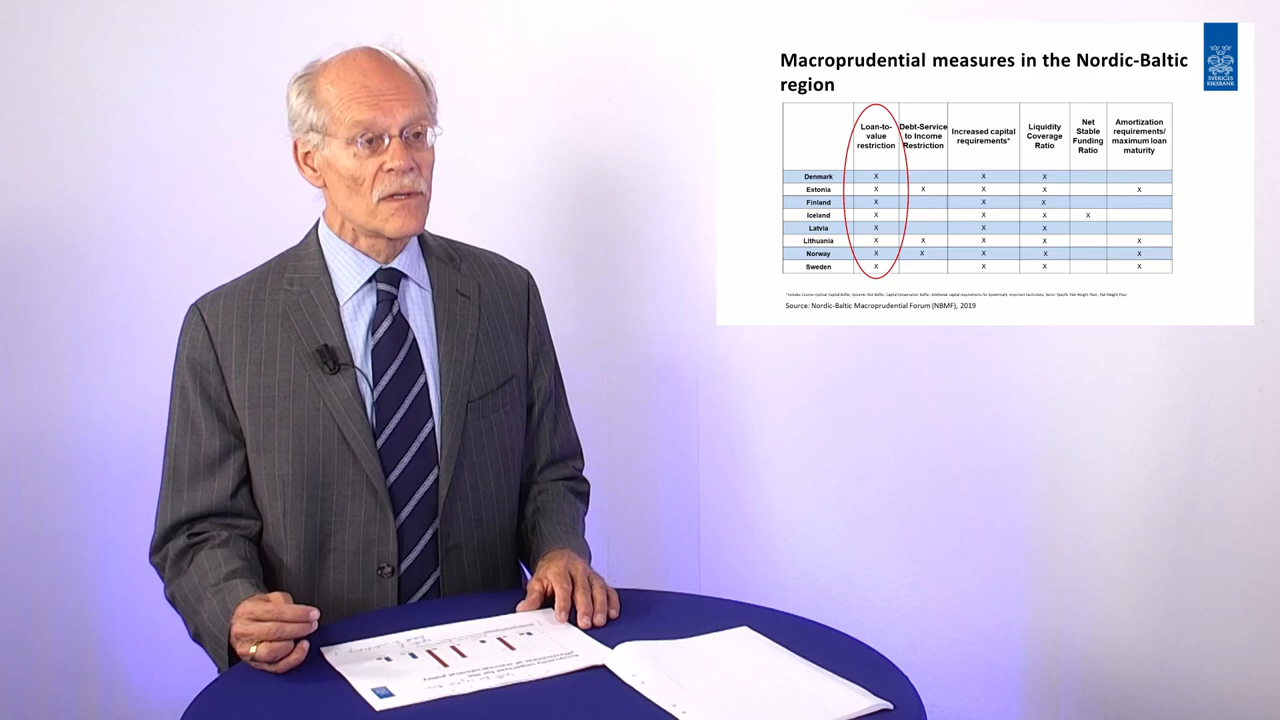 Macroprudential measures in the Nordic-Baltic
region
SVERIGES
RIKSBANK
Loan-to-value restriction Debt-Service to Income Restriction Increased capital requirements* Liquidity Coverage Ratio Net Stable Funding Ratio Amortization requirements/ maximum loan maturity
Denmark X X X
Estonia X X X X X
Finland X X X
Iceland X X X X
Latvia X X X
Lithuania X X X X X
Norway X X X X X
Sweden X X X X
Source: Nordic-Baltic Macroprudential Forum (NBMF), 2019